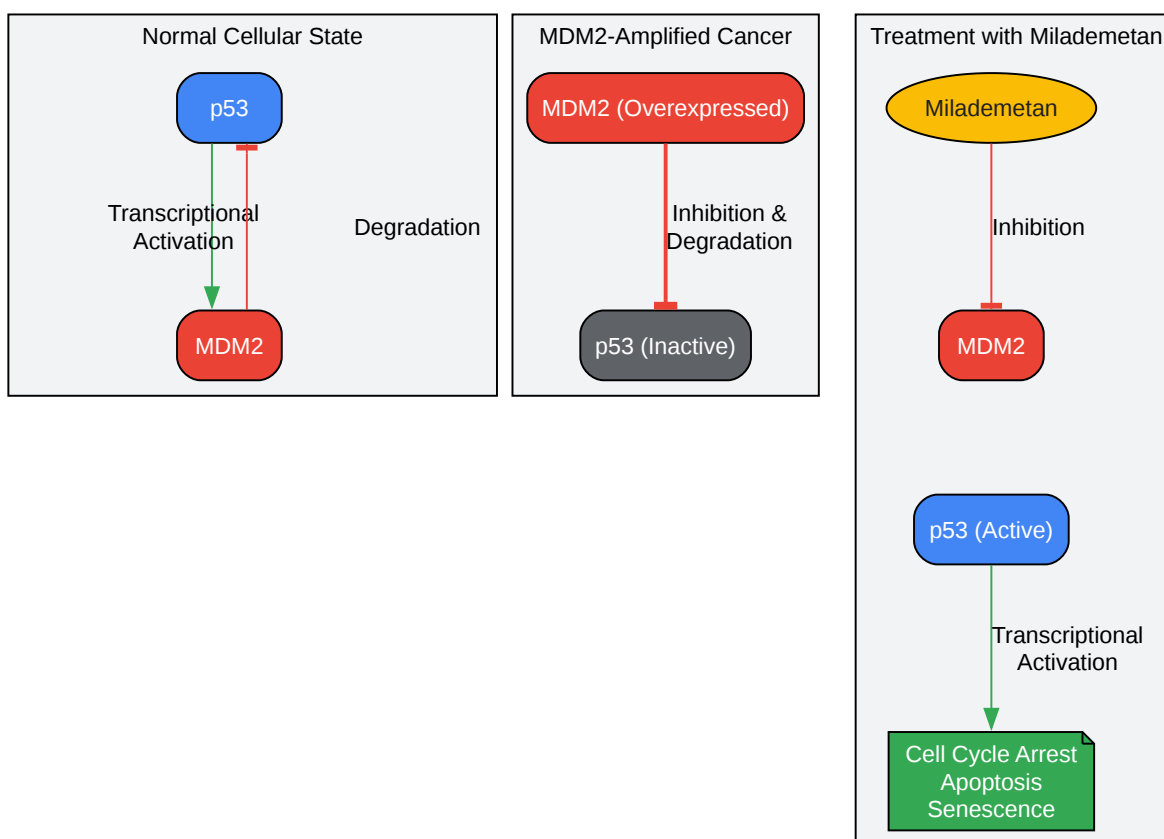 Normal Cellular State
p53
Transcriptional
Activation
Degradation
MDM2
MDM2-Amplified Cancer
MDM2 (Overexpressed)
Inhibition &
Degradation
p53 (Inactive)
Treatment with Milademetan
Milademetan
Inhibition
MDM2
p53 (Active)
Transcriptional
Activation
Cell Cycle Arrest
Apoptosis
Senescence